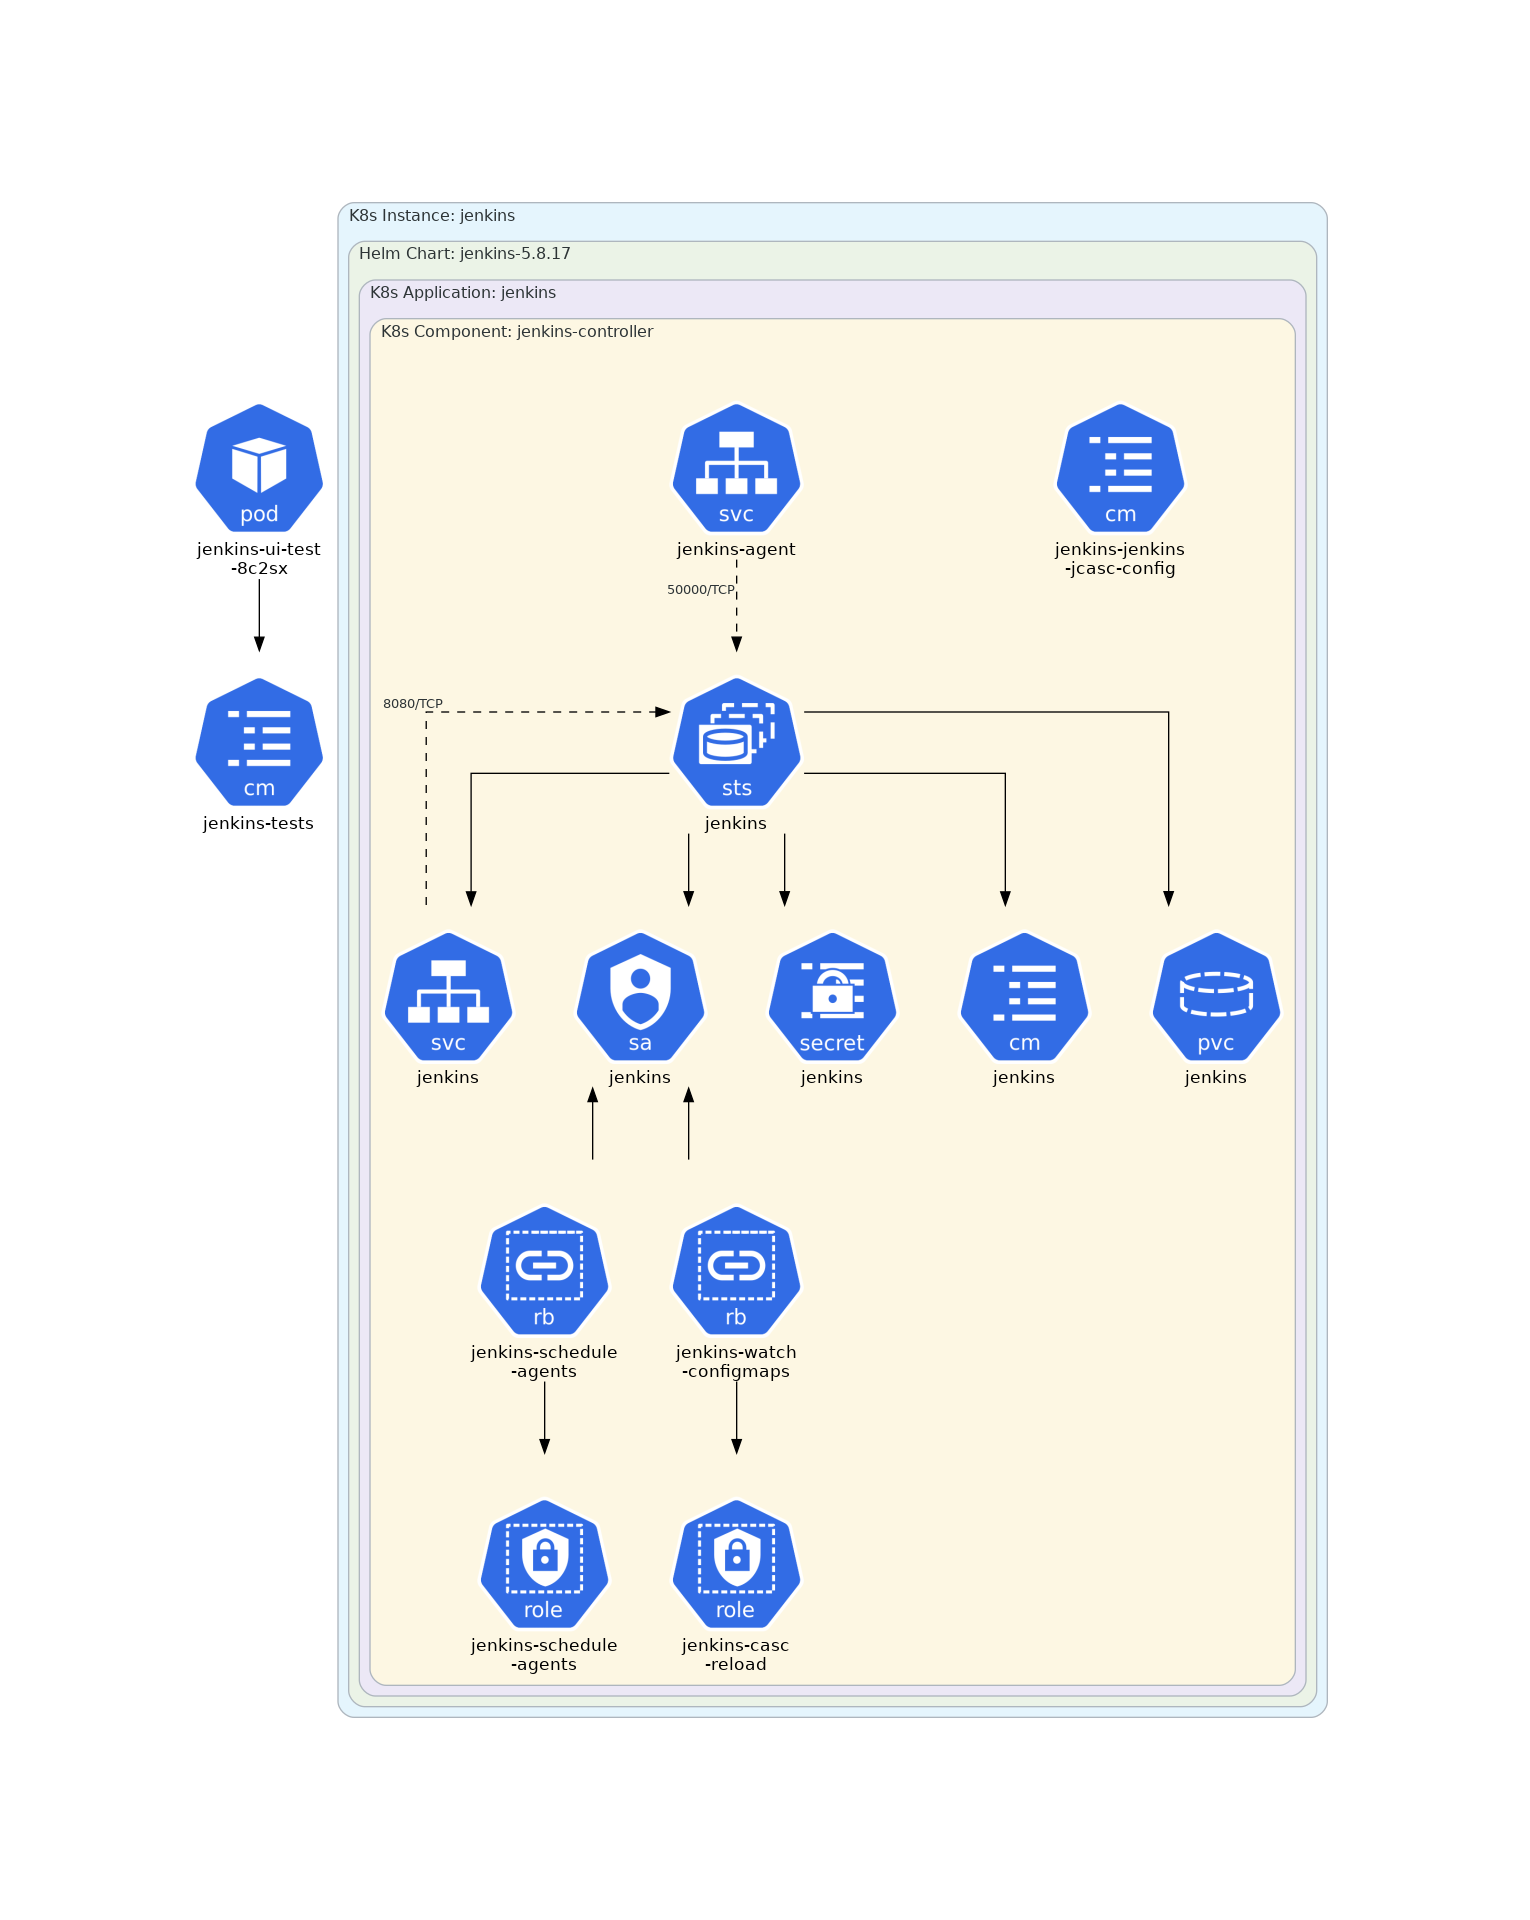 K8s Instance: jenkins
Helm Chart: jenkins-5.8.17
K8s Application: jenkins
K8s Component: jenkins-controller
pod
jenkins-ui-test
-8c2sx
svc
jenkins-agent
cm
jenkins-jenkins
-jcasc-config
50000/TCP
8080/TCP
cm
jenkins-tests
sts
jenkins
svc
jenkins
sa
jenkins
secret
jenkins
cm
jenkins
pvc
jenkins
rb
jenkins-schedule
-agents
rb
jenkins-watch
-configmaps
role
jenkins-schedule
-agents
role
jenkins-casc
-reload